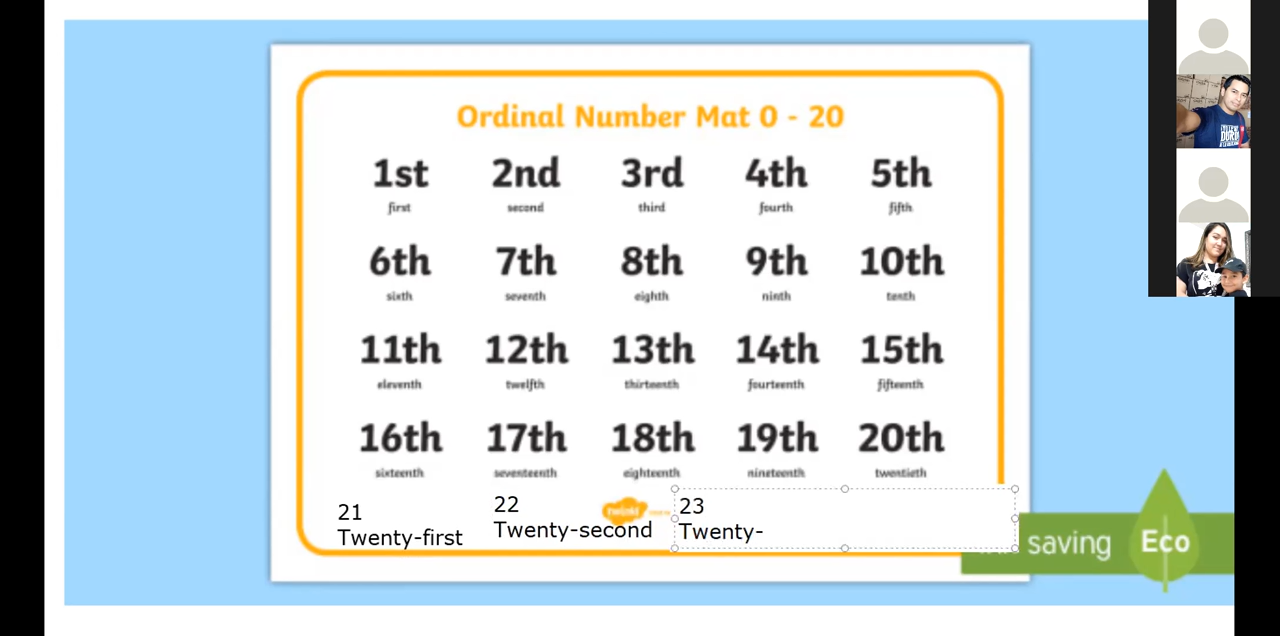 Ordinal Number Mat 0 - 20
1st 2nd 3rd 4th 5th
first second third fourth fifth
6th 7th 8th 9th 10th
sixth seventh eighth ninth tenth
11th 12th 13th 14th 15th
eleventh twelfth thirteenth fourteenth fifteenth
16th 17th 18th 19th 20th
sixteenth seventeenth eighteenth nineteenth twentieth
21 22 23
Twenty-first Twenty-second Twenty-
twinkl
saving Eco